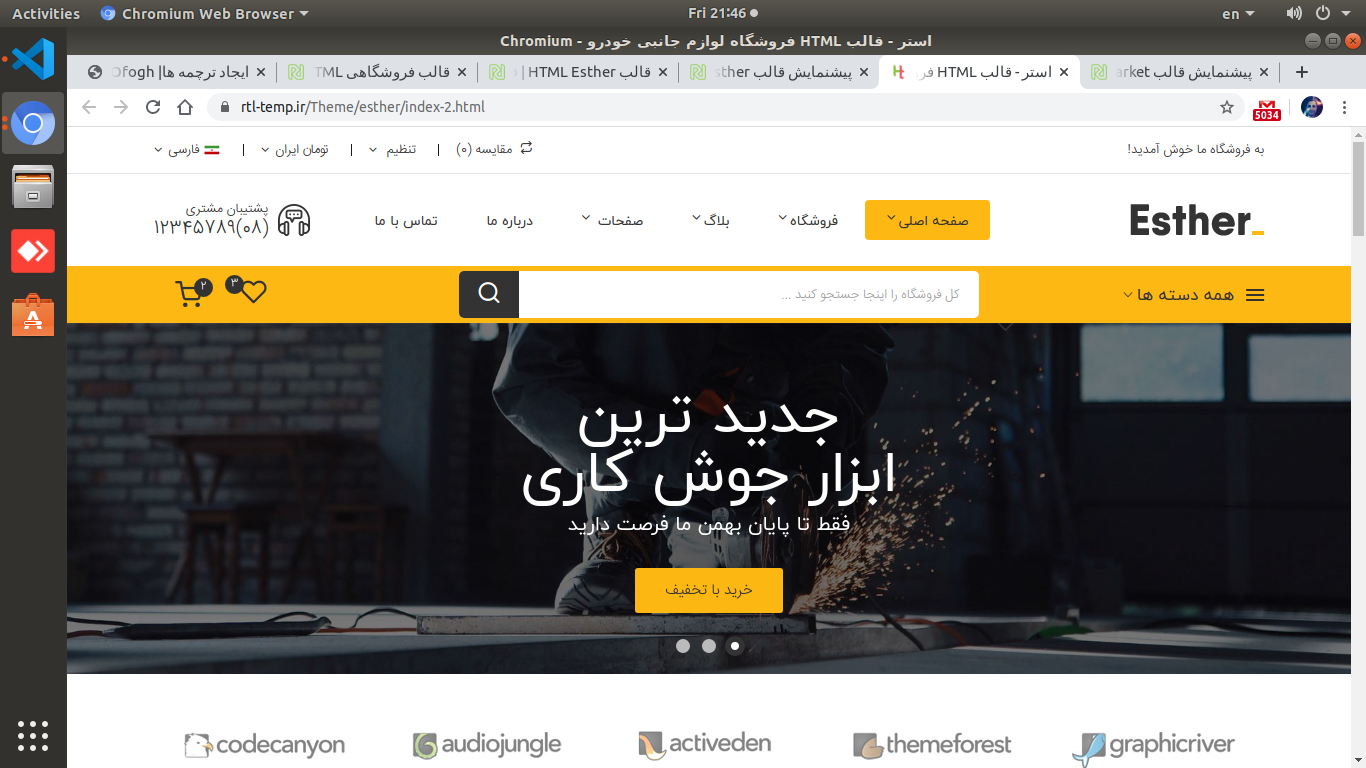 Activities
Chromium Web Browser
Fri 21:46
en
استر - قالب HTML فروشگاه لوازم جانبی خودرو - Chromium
ایجاد ترجمه ها| Ofogh
قالب فروشگاهی
قالب HTML Esther |
پیشنمایش قالب
استر - قالب HTML
پیشنمایش قالب
rtl-temp.ir/Theme/esther/index-2.html
5034
به فروشگاه ما خوش آمدید!
مقایسه (۰)
تنظیم
تومان ایران
فارسی
Esther_
صفحه اصلی
فروشگاه
بلاگ
صفحات
درباره ما
تماس با ما
پشتیبان مشتری
(۰۸)۱۲۳۴۵۷۸۹
همه دسته ها
کل فروشگاه را اینجا جستجو کنید ...
۳
۲
جدید ترین
ابزار جوش کاری
فقط تا پایان بهمن ما فرصت دارید
خرید با تخفیف
codecanyon
audiojungle
activeden
themeforest
graphicriver